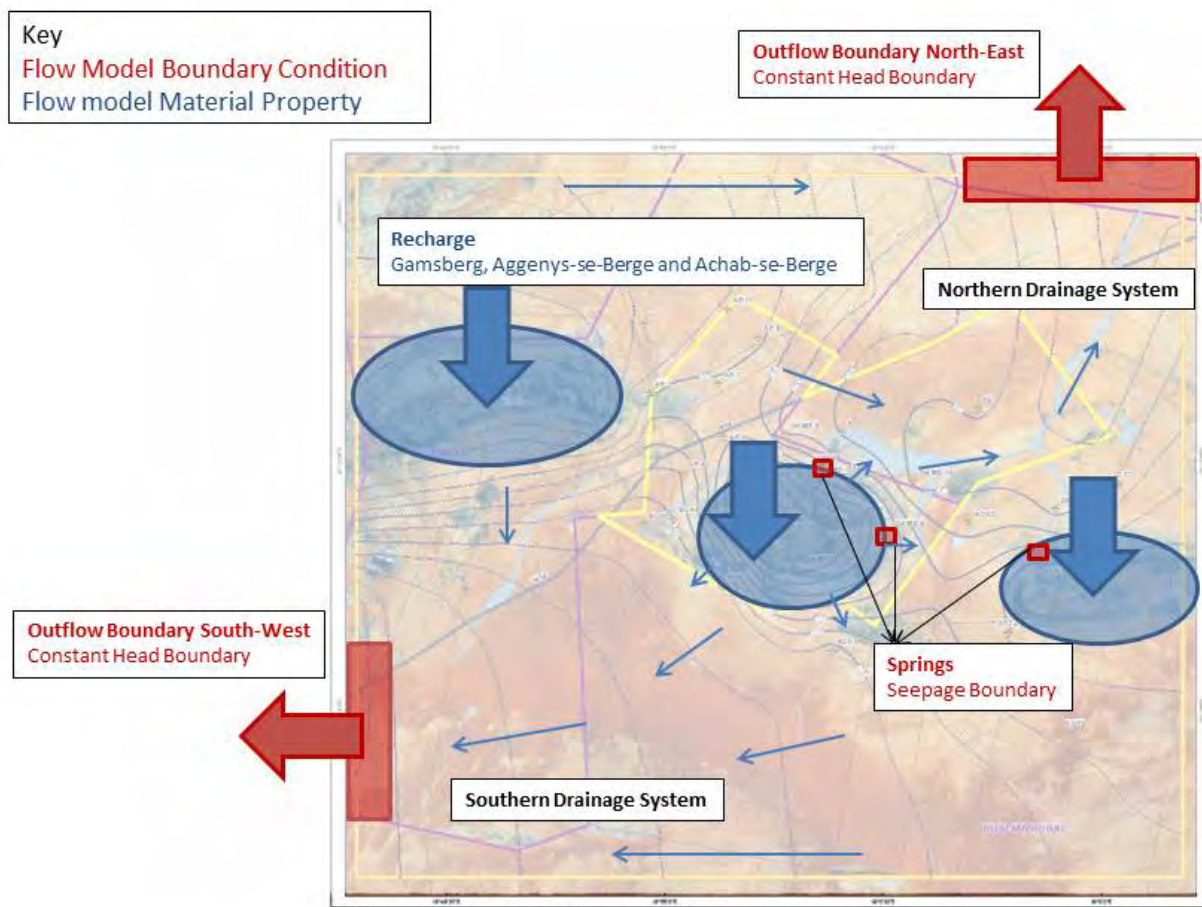 Key
Flow Model Boundary Condition
Flow model Material Property
Outflow Boundary North-East
Constant Head Boundary
Recharge
Gamsberg, Aggenys-se-Berge and Achab-se-Berge
Northern Drainage System
Outflow Boundary South-West
Constant Head Boundary
Springs
Seepage Boundary
Southern Drainage System